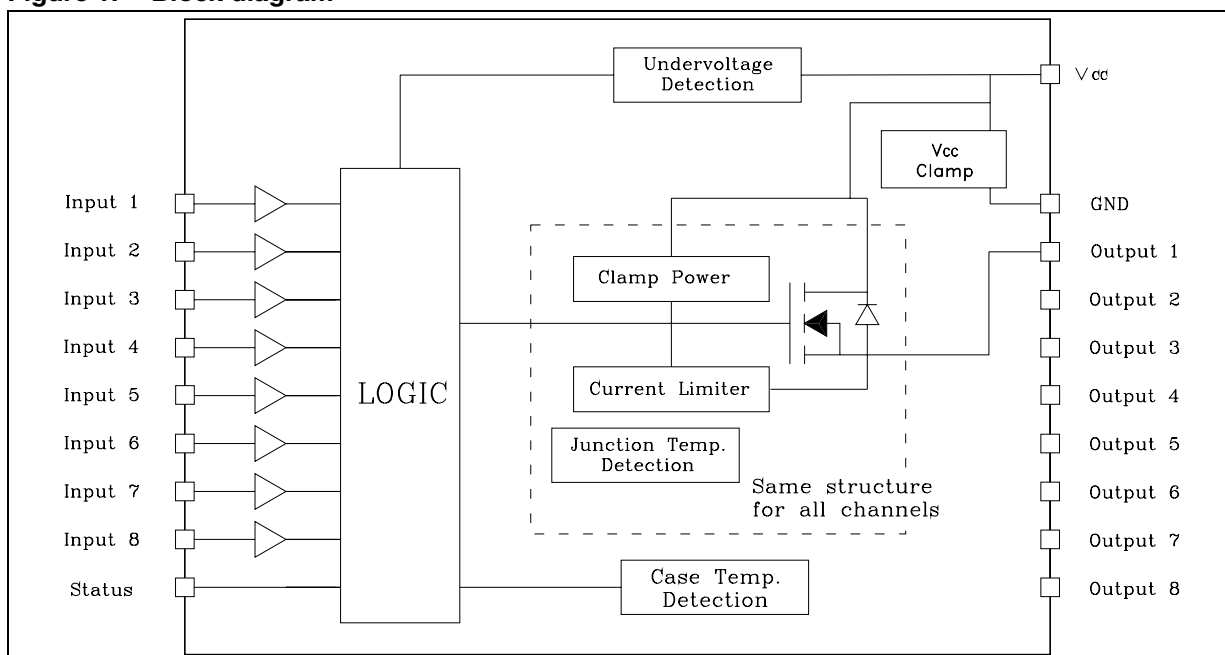 Figure 1. Block diagram
Undervoltage
Detection
Vcc
Vcc
Clamp
Input 1
GND
Input 2
Output 1
Clamp Power
Input 3
Output 2
Input 4
Output 3
LOGIC
Current Limiter
Input 5
Output 4
Junction Temp.
Detection
Input 6
Output 5
Same structure
for all channels
Input 7
Output 6
Input 8
Output 7
Case Temp.
Detection
Status
Output 8